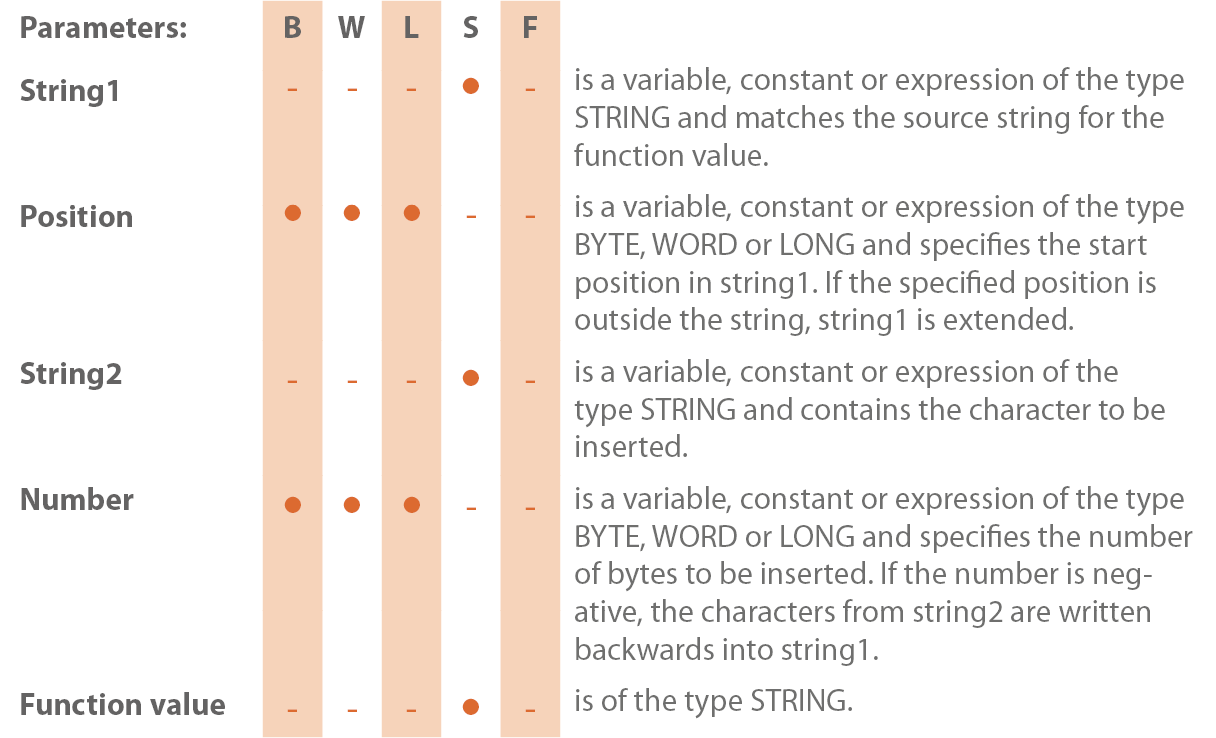 Parameters: B W L S F
String1 - - - ● - is a variable, constant or expression of the type
STRING and matches the source string for the
function value.
Position ● ● ● - - is a variable, constant or expression of the type
BYTE, WORD or LONG and specifies the start
position in string1. If the specified position is
outside the string, string1 is extended.
String2 - - - ● - is a variable, constant or expression of the
type STRING and contains the character to be
inserted.
Number ● ● ● - - is a variable, constant or expression of the type
BYTE, WORD or LONG and specifies the number
of bytes to be inserted. If the number is neg-
ative, the characters from string2 are written
backwards into string1.
Function value - - - ● - is of the type STRING.